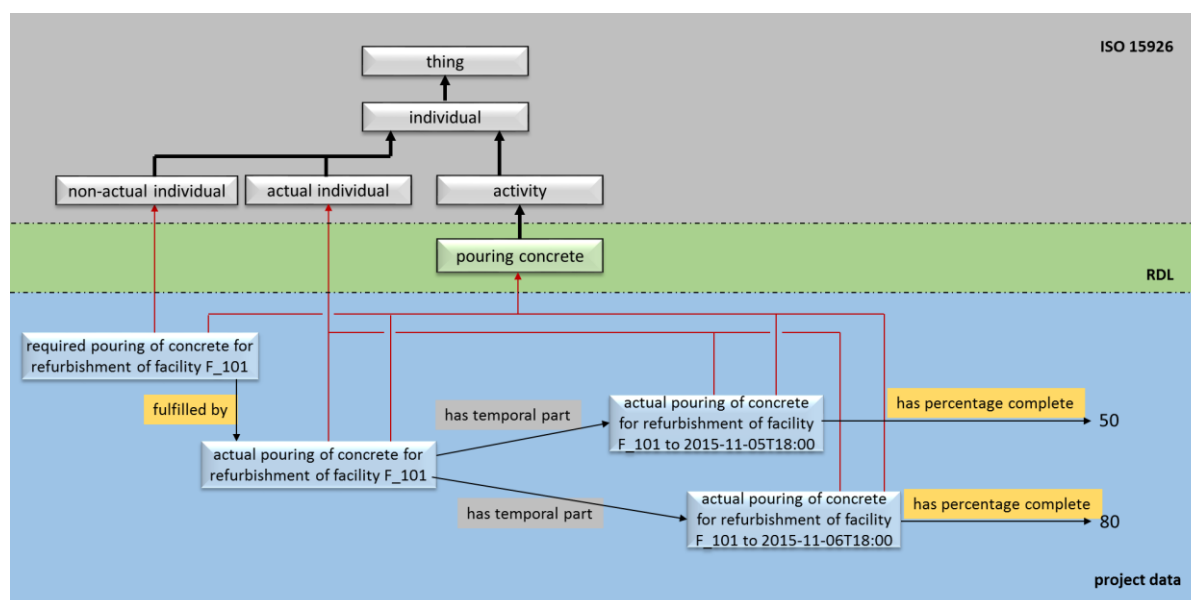 ISO 15926
thing
individual
non-actual individual
actual individual
activity
pouring concrete
RDL
required pouring of concrete for
refurbishment of facility F_101
fulfilled by
actual pouring of concrete for
refurbishment of facility F_101
has temporal part
actual pouring of concrete
for refurbishment of facility
F_101 to 2015-11-05T18:00
has percentage complete
50
has temporal part
actual pouring of concrete
for refurbishment of facility
F_101 to 2015-11-06T18:00
has percentage complete
80
project data